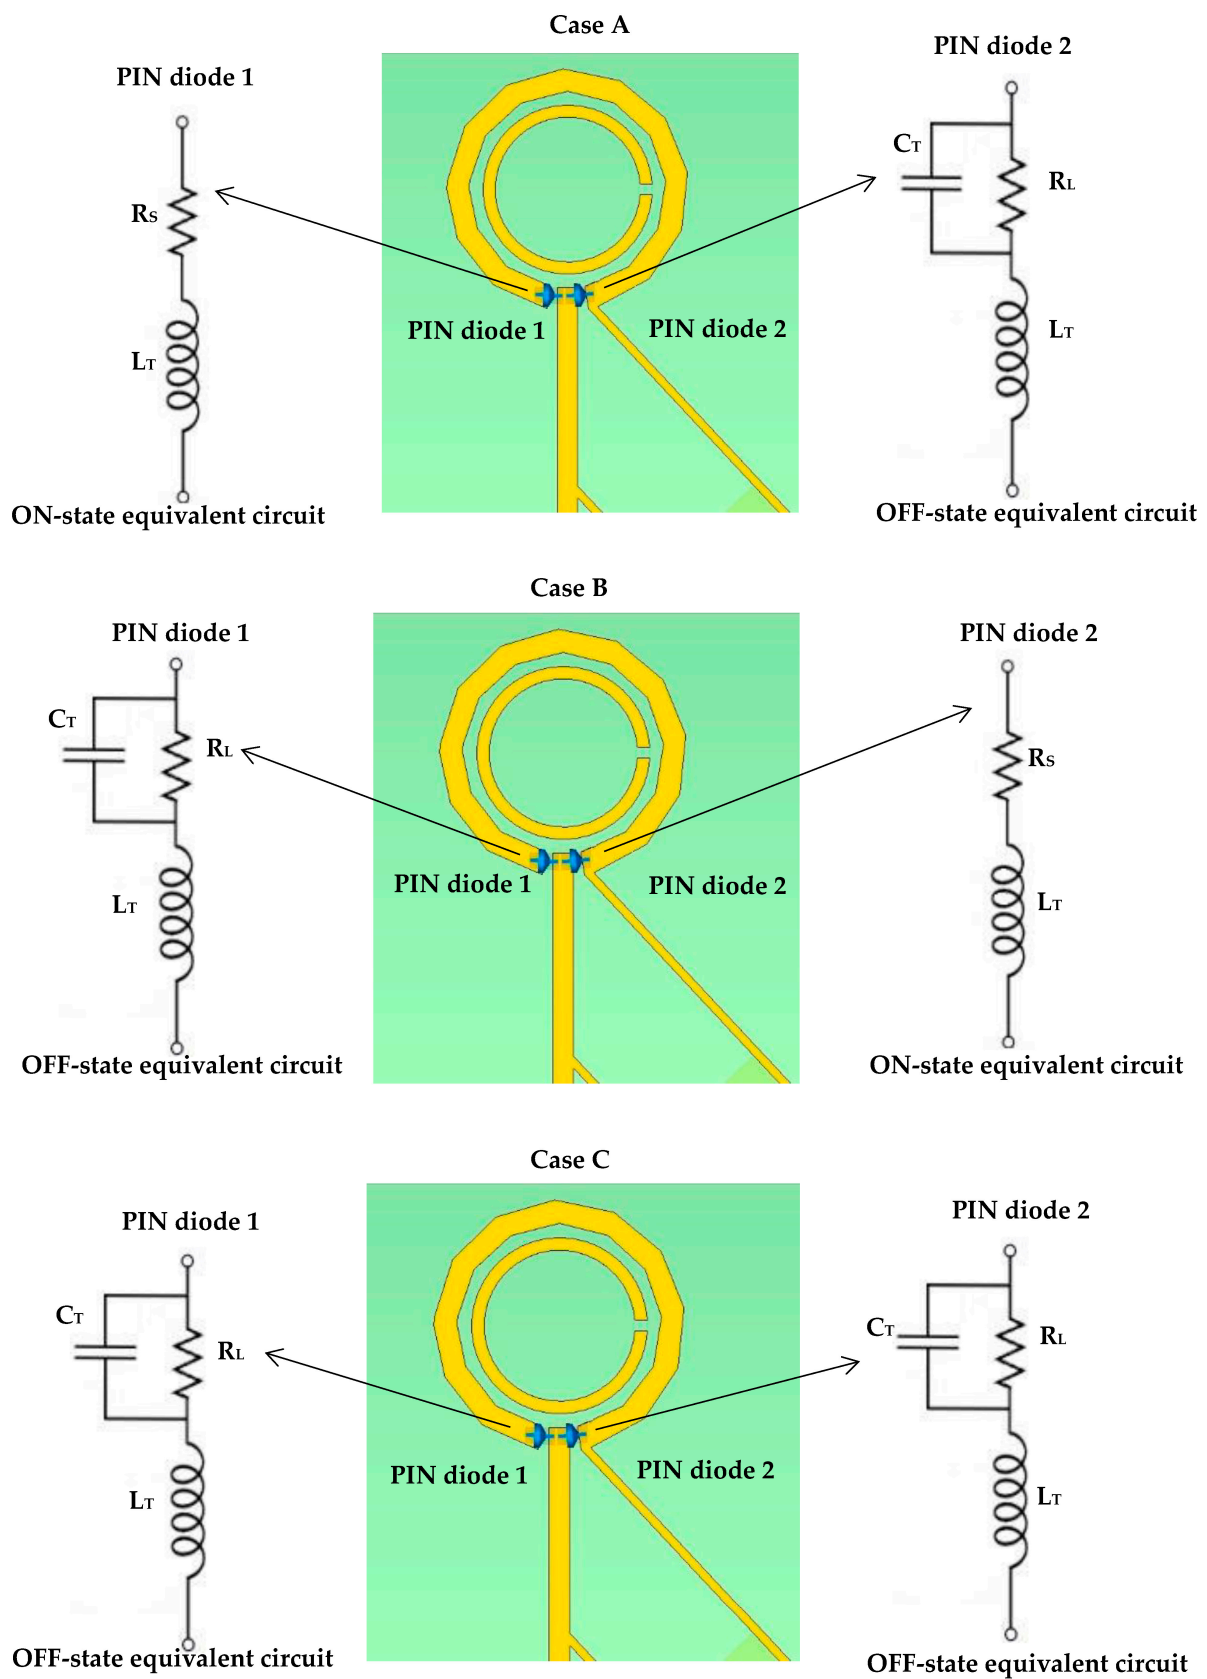 Case A
PIN diode 1
PIN diode 2
CT
RL
RS
LT
LT
PIN diode 1
PIN diode 2
ON-state equivalent circuit
OFF-state equivalent circuit
Case B
PIN diode 1
PIN diode 2
CT
RL
RS
PIN diode 1
PIN diode 2
LT
LT
OFF-state equivalent circuit
ON-state equivalent circuit
Case C
PIN diode 1
PIN diode 2
CT
RL
CT
RL
PIN diode 1
PIN diode 2
LT
LT
OFF-state equivalent circuit
OFF-state equivalent circuit